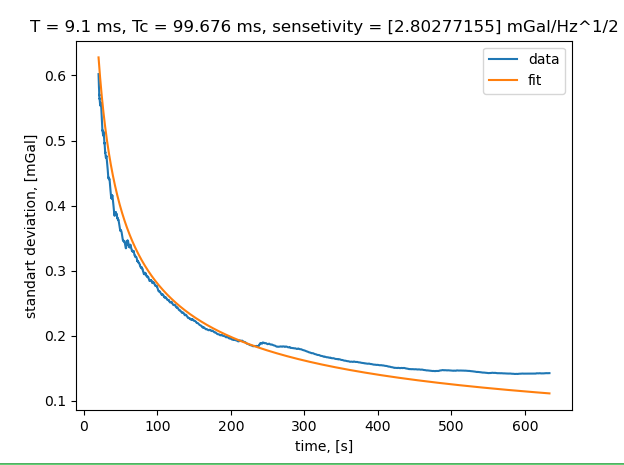 T = 9.1 ms, Tc = 99.676 ms, sensetivity = [2.80277155] mGal/Hz^1/2
data
fit
standart deviation, [mGal]
0.6
0.5
0.4
0.3
0.2
0.1
0 100 200 300 400 500 600
time, [s]